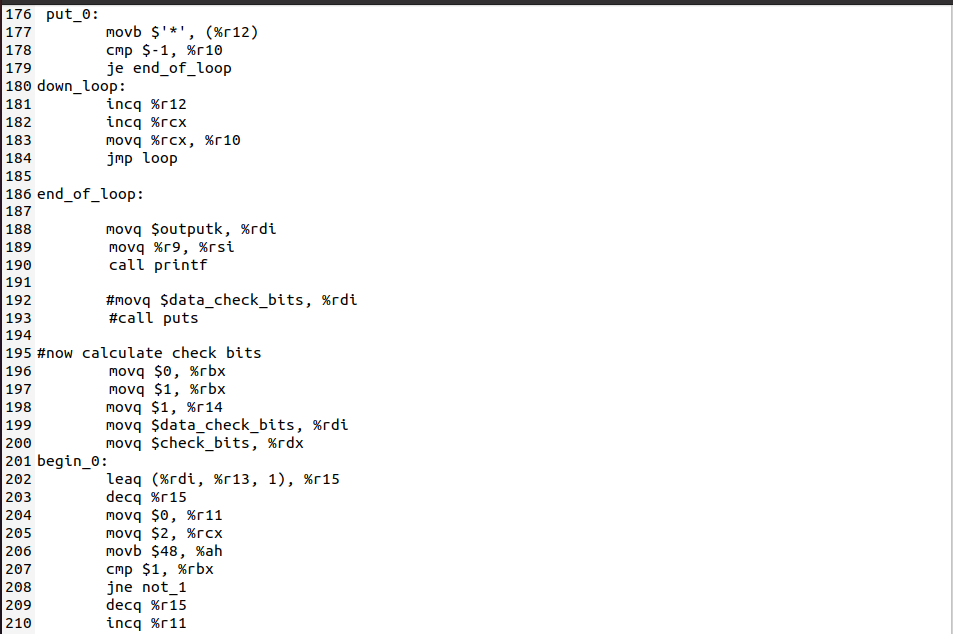 176 put_0:
177 movb $'*', (%r12)
178 cmp $-1, %r10
179 je end_of_loop
180 down_loop:
181 incq %r12
182 incq %rcx
183 movq %rcx, %r10
184 jmp loop
185
186 end_of_loop:
187
188 movq $outputk, %rdi
189 movq %r9, %rsi
190 call printf
191
192 #movq $data_check_bits, %rdi
193 #call puts
194
195 #now calculate check bits
196 movq $0, %rbx
197 movq $1, %rbx
198 movq $1, %r14
199 movq $data_check_bits, %rdi
200 movq $check_bits, %rdx
201 begin_0:
202 leaq (%rdi, %r13, 1), %r15
203 decq %r15
204 movq $0, %r11
205 movq $2, %rcx
206 movb $48, %ah
207 cmp $1, %rbx
208 jne not_1
209 decq %r15
210 incq %r11